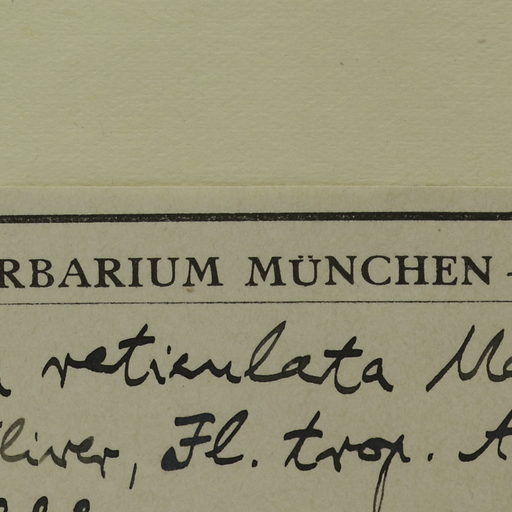 RBARIUM MÜNCHEN -
reticulata
liver, Fl. trop. A